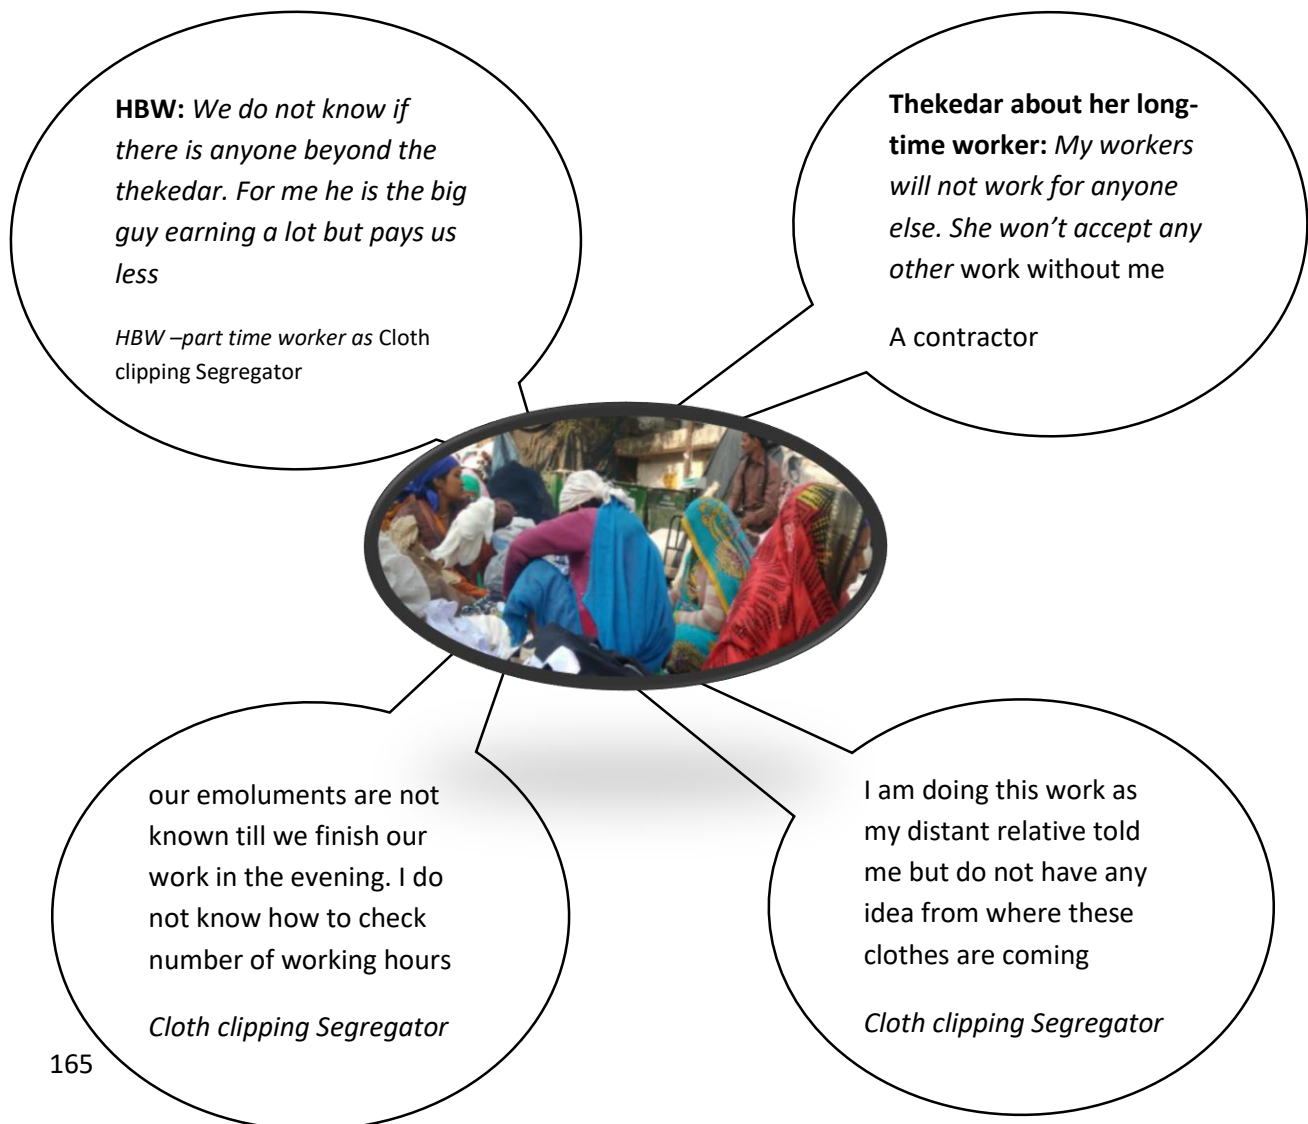 HBW: We do not know if
there is anyone beyond the
thekedar. For me he is the big
guy earning a lot but pays us
less
HBW –part time worker as Cloth
clipping Segregator
Thekedar about her long-
time worker: My workers
will not work for anyone
else. She won’t accept any
other work without me
A contractor
our emoluments are not
known till we finish our
work in the evening. I do
not know how to check
number of working hours
Cloth clipping Segregator
I am doing this work as
my distant relative told
me but do not have any
idea from where these
clothes are coming
Cloth clipping Segregator
165